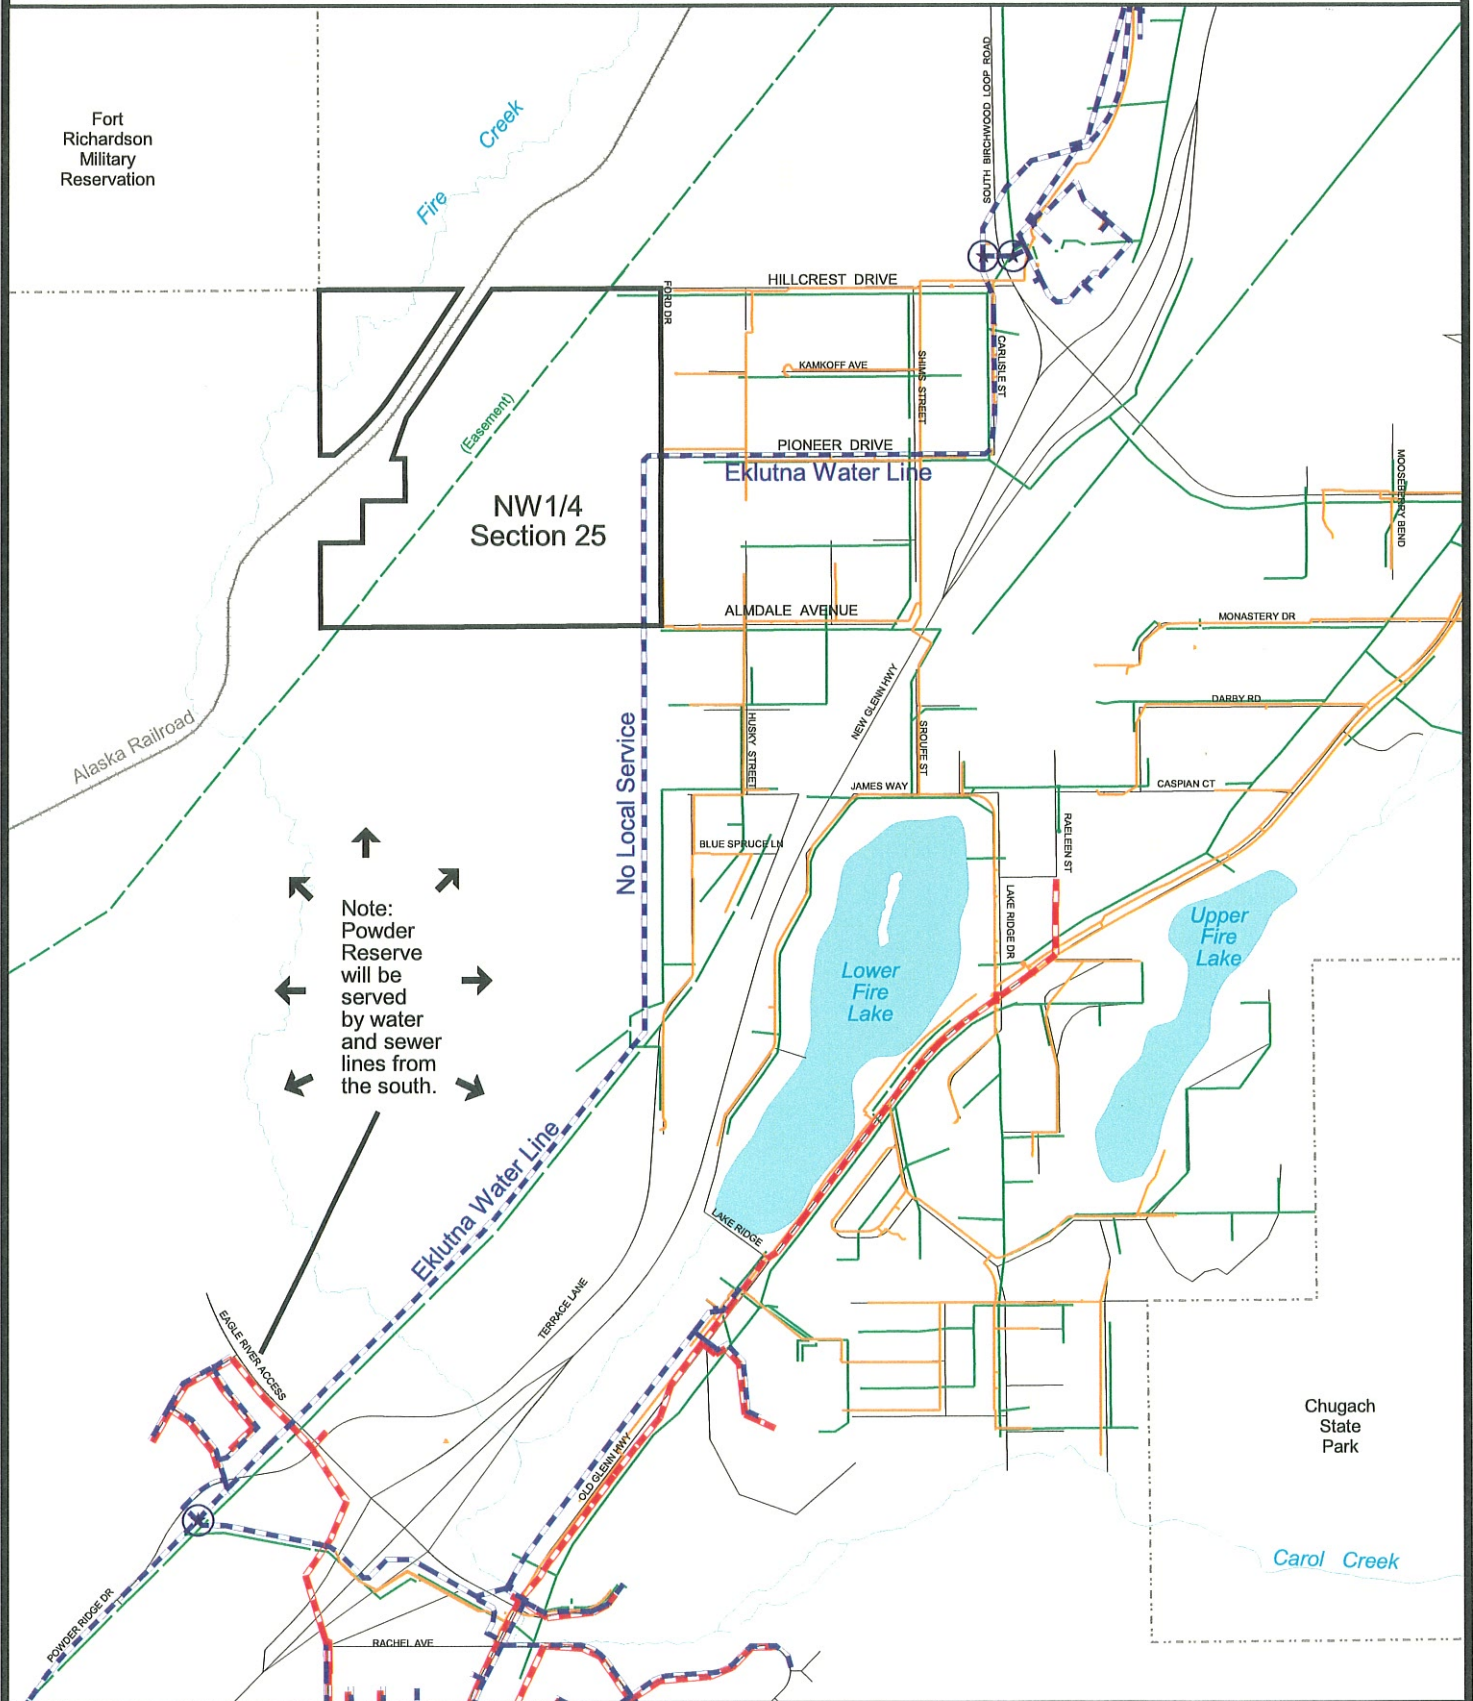 Fort
Richardson
Military
Reservation
Fire Creek
SOUTH BIRCHWOOD LOOP ROAD
HILLCREST DRIVE
FORD DR
KAMKOFF AVE
SHIMS STREET
CARLISLE ST
(Easement)
PIONEER DRIVE
Eklutna Water Line
MOOSEBERRY BEND
NW1/4
Section 25
ALMDALE AVENUE
MONASTERY DR
NEW GLENN HWY
DARBY RD
Alaska Railroad
No Local Service
HUSKY STREET
SROUFE ST
JAMES WAY
CASPIAN CT
BLUE SPRUCE LN
RAELEEN ST
LAKE RIDGE DR
Note:
Powder
Reserve
will be
served
by water
and sewer
lines from
the south.
Lower
Fire
Lake
Upper
Fire
Lake
Eklutna Water Line
LAKE RIDGE
TERRACE LANE
EAGLE RIVER ACCESS
OLD GLENN HWY
Chugach
State
Park
Carol Creek
POWDER RIDGE DR
RACHEL AVE